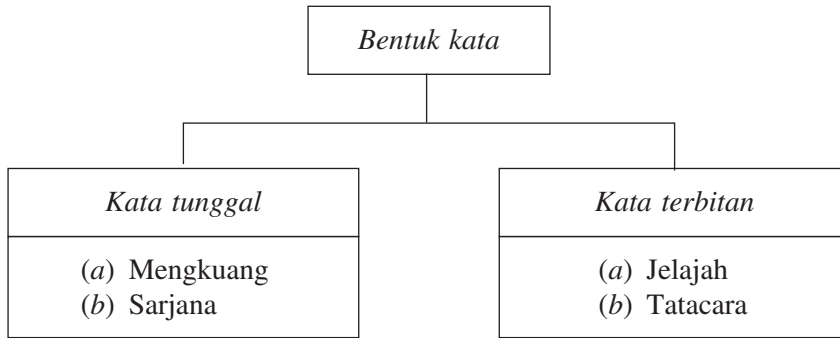 Bentuk kata
Kata tunggal
(a) Mengkuang
(b) Sarjana
Kata terbitan
(a) Jelajah
(b) Tatacara